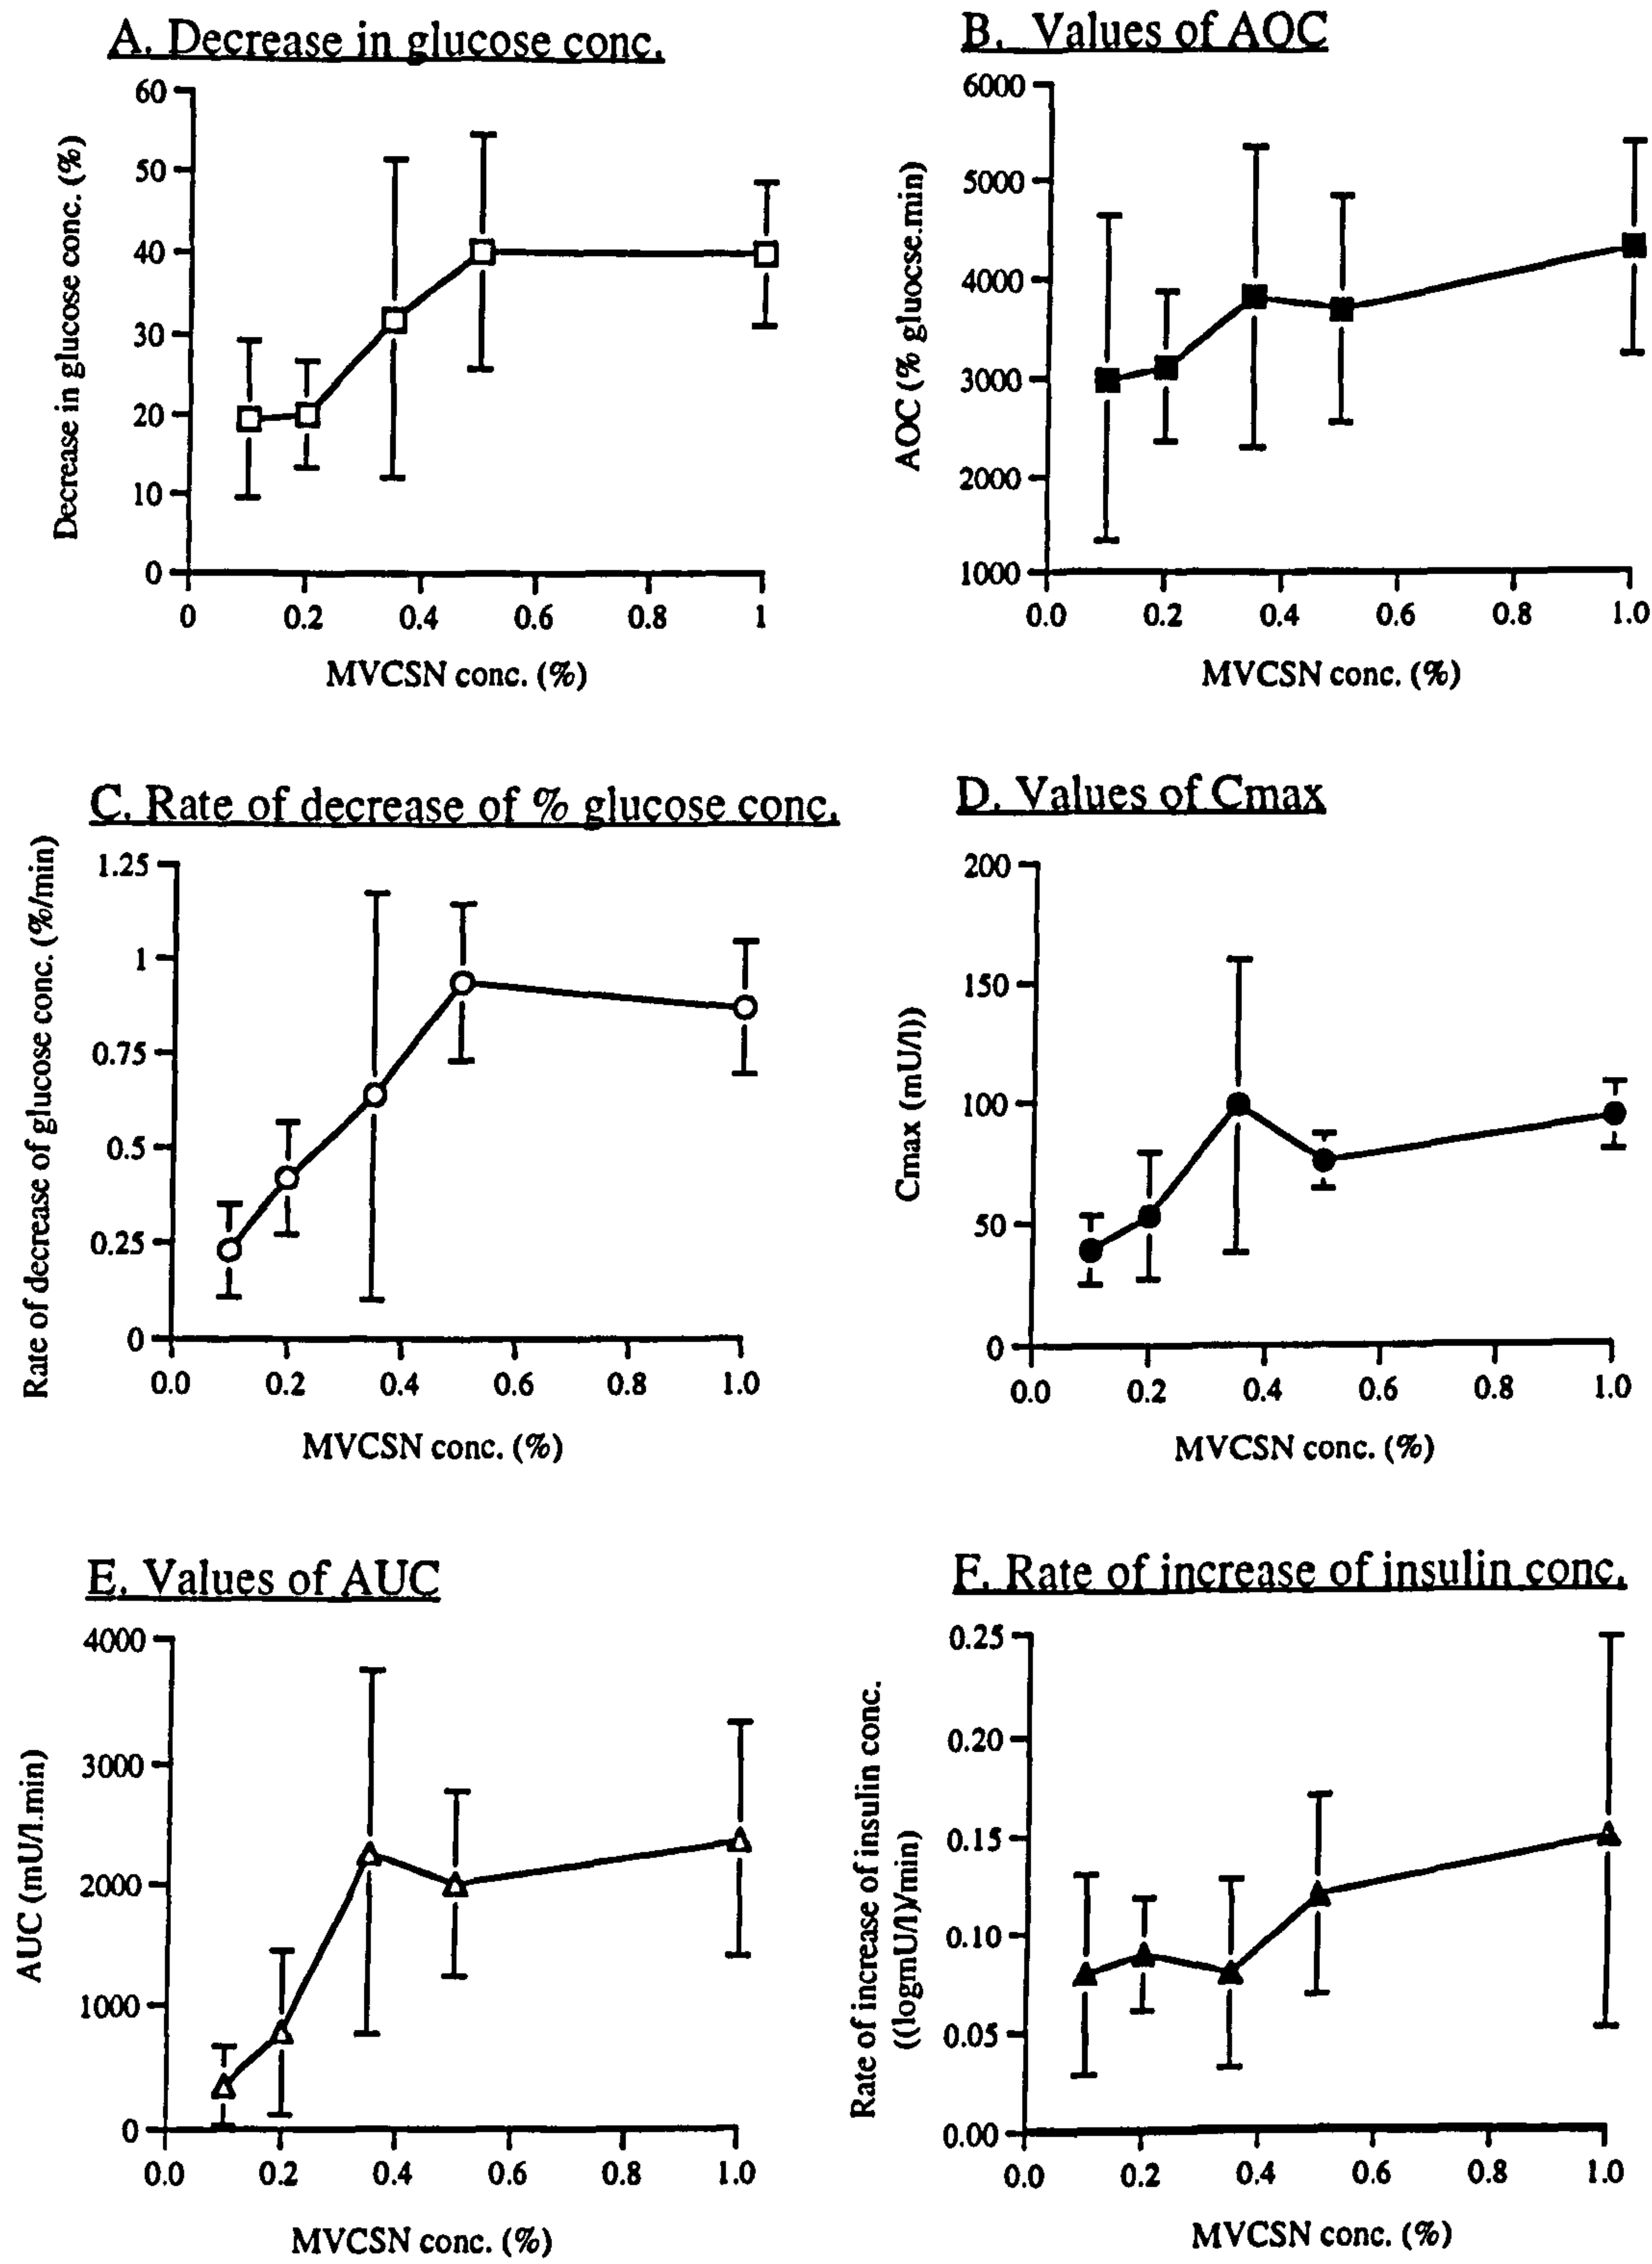 A. Decrease in glucose conc.
60
50
40
30
20
10
0
Decrease in glucose conc. (%)
0 0.2 0.4 0.6 0.8 1
MVCSN conc. (%)
B. Values of AOC
6000
5000
4000
3000
2000
1000
AOC (% gluocse.min)
0.0 0.2 0.4 0.6 0.8 1.0
MVCSN conc. (%)
C. Rate of decrease of % glucose conc.
1.25
1
0.75
0.5
0.25
0
Rate of decrease of glucose conc. (%/min)
0.0 0.2 0.4 0.6 0.8 1.0
MVCSN conc. (%)
D. Values of Cmax
200
150
100
50
0
Cmax (mU/l))
0.0 0.2 0.4 0.6 0.8 1.0
MVCSN conc. (%)
E. Values of AUC
4000
3000
2000
1000
0
AUC (mU/l.min)
0.0 0.2 0.4 0.6 0.8 1.0
MVCSN conc. (%)
F. Rate of increase of insulin conc.
0.25
0.20
0.15
0.10
0.05
0.00
Rate of increase of insulin conc.
((logmU/l)/min)
0.0 0.2 0.4 0.6 0.8 1.0
MVCSN conc. (%)